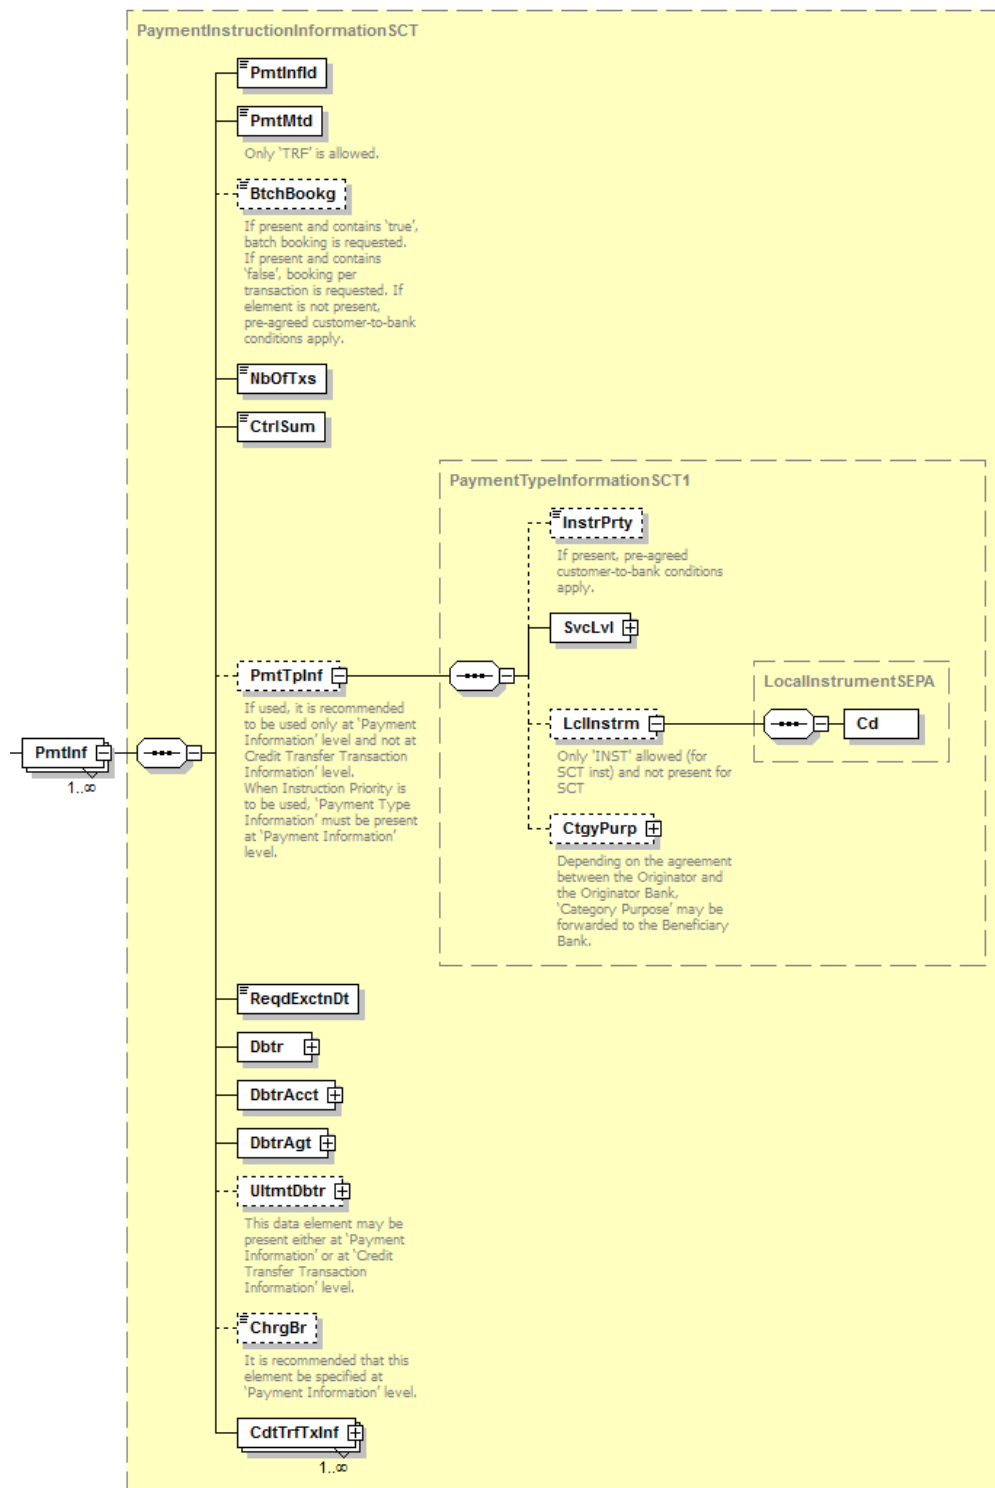 PaymentInstructionInformationSCT
PmtInfId
PmtMtd
Only 'TRF' is allowed.
BtchBookg
If present and contains 'true',
batch booking is requested.
If present and contains
'false', booking per
transaction is requested. If
element is not present,
pre-agreed customer-to-bank
conditions apply.
NbOfTxs
CtrlSum
PaymentTypeInformationSCT1
InstrPrty
If present, pre-agreed
customer-to-bank conditions
apply.
SvcLvl
PmtTpInf
If used, it is recommended
to be used only at 'Payment
Information' level and not at
Credit Transfer Transaction
Information' level.
When Instruction Priority is
to be used, 'Payment Type
Information' must be present
at 'Payment Information'
level.
LocalInstrumentSEPA
LclInstrm
Cd
Only 'INST' allowed (for
SCT inst) and not present for
SCT
CtgyPurp
Depending on the agreement
between the Originator and
the Originator Bank,
'Category Purpose' may be
forwarded to the Beneficiary
Bank.
PmtInf
1..∞
ReqdExctnDt
Dbtr
DbtrAcct
DbtrAgt
UltmtDbtr
This data element may be
present either at 'Payment
Information' or at 'Credit
Transfer Transaction
Information' level.
ChrgBr
It is recommended that this
element be specified at
'Payment Information' level.
CdtTrfTxInf
1..∞